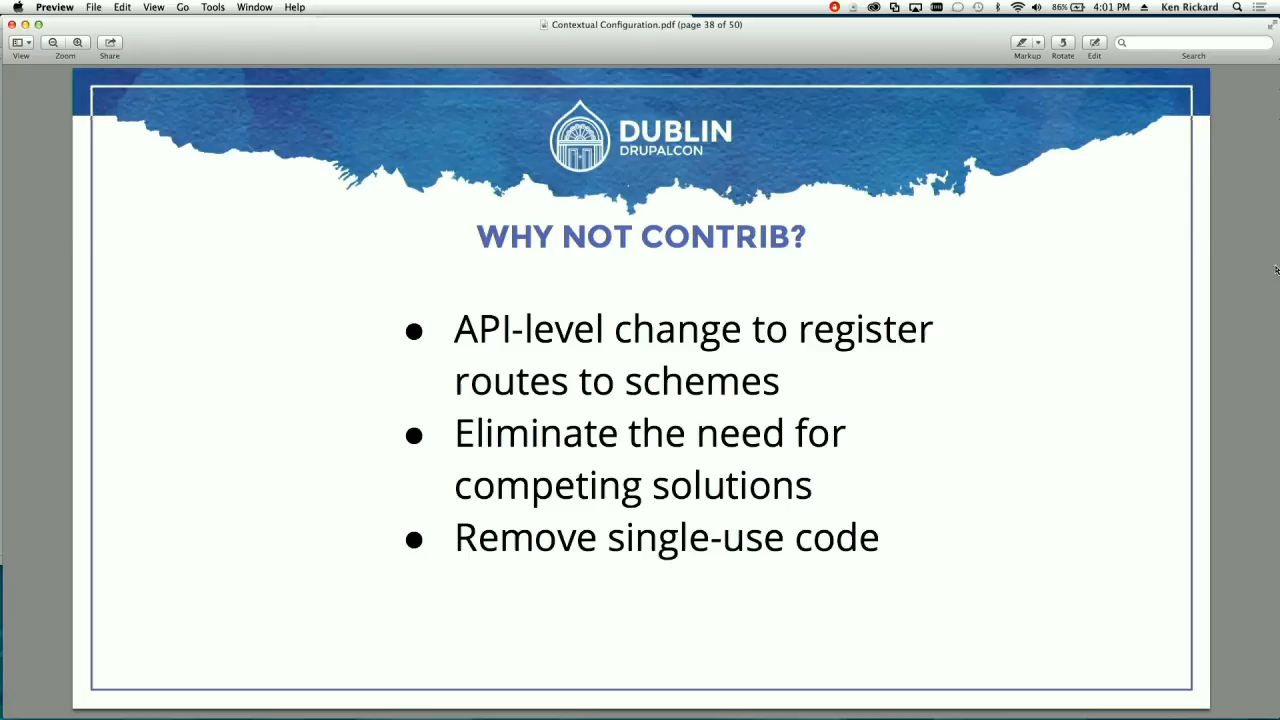 Preview File Edit View Go Tools Window Help 86% 4:01 PM Ken Rickard
Contextual Configuration.pdf (page 38 of 50)
View Zoom Share Markup Rotate Edit Search
DUBLIN
DRUPALCON
WHY NOT CONTRIB?
● API-level change to register
routes to schemes
● Eliminate the need for
competing solutions
● Remove single-use code